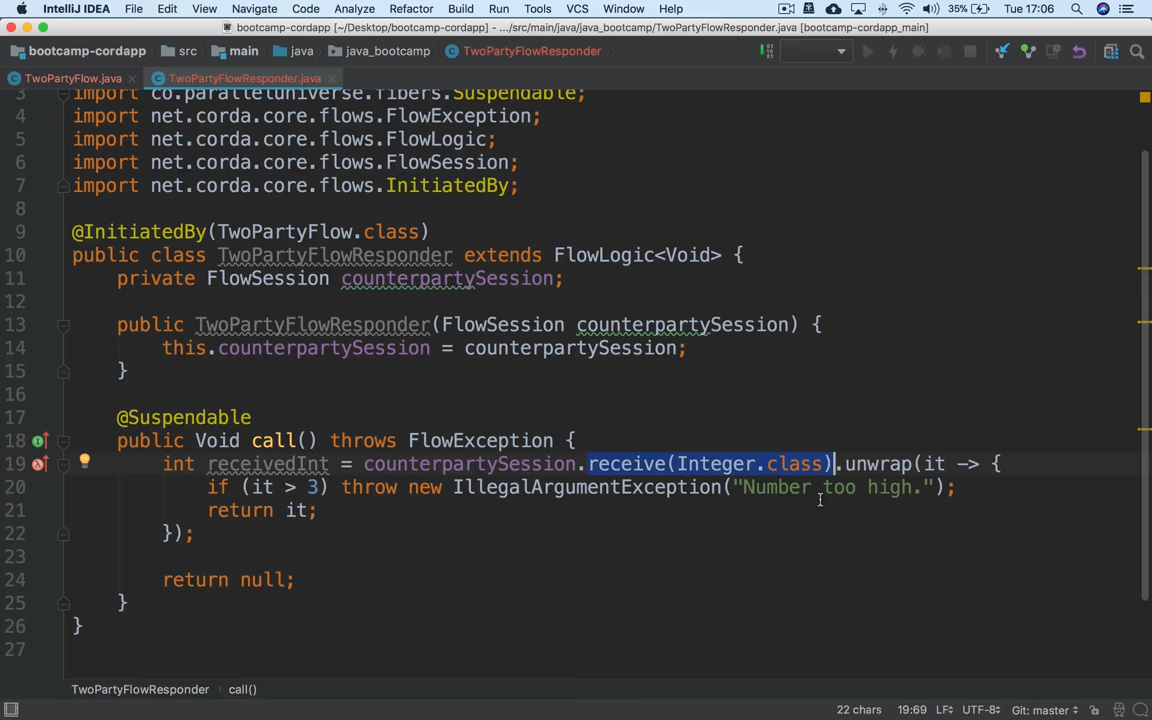 IntelliJ IDEA File Edit View Navigate Code Analyze Refactor Build Run Tools VCS Window Help 35% Tue 17:06
bootcamp-cordapp [~/Desktop/bootcamp-cordapp] - .../src/main/java/java_bootcamp/TwoPartyFlowResponder.java [bootcamp-cordapp_main]
bootcamp-cordapp src main java java_bootcamp TwoPartyFlowResponder
TwoPartyFlow.java TwoPartyFlowResponder.java
3 import co.paralleluniverse.fibers.Suspendable;
4 import net.corda.core.flows.FlowException;
5 import net.corda.core.flows.FlowLogic;
6 import net.corda.core.flows.FlowSession;
7 import net.corda.core.flows.InitiatedBy;
8
9 @InitiatedBy(TwoPartyFlow.class)
10 public class TwoPartyFlowResponder extends FlowLogic<Void> {
11 private FlowSession counterpartySession;
12
13 public TwoPartyFlowResponder(FlowSession counterpartySession) {
14 this.counterpartySession = counterpartySession;
15 }
16
17 @Suspendable
18 public Void call() throws FlowException {
19 int receivedInt = counterpartySession.receive(Integer.class).unwrap(it -> {
20 if (it > 3) throw new IllegalArgumentException("Number too high.");
21 return it;
22 });
23
24 return null;
25 }
26 }
27
TwoPartyFlowResponder › call()
22 chars 19:69 LF UTF-8 Git: master